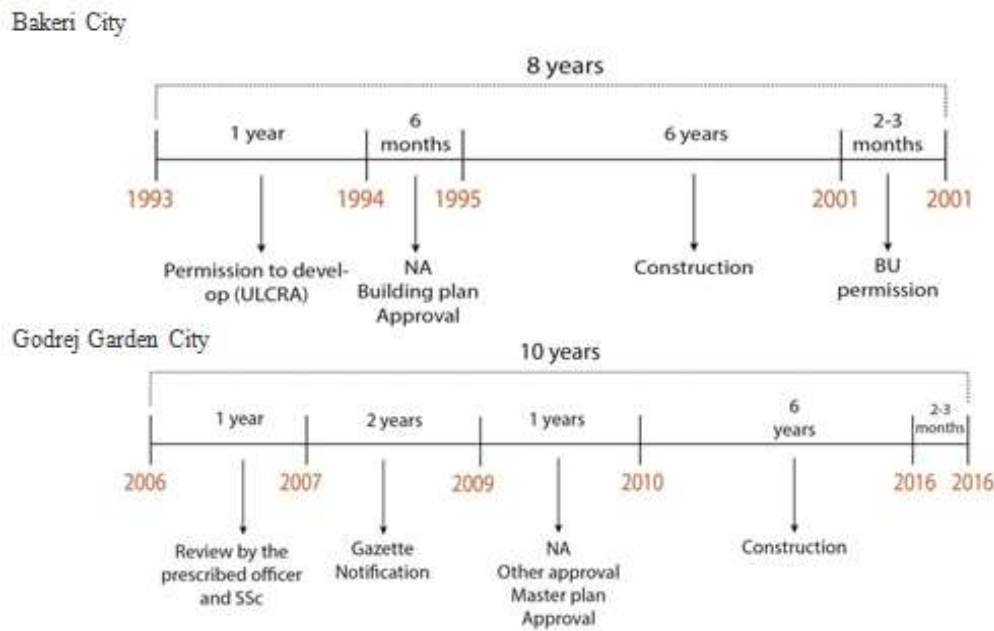 Bakeri City
8 years
1 year
6
months
6 years
2-3
months
1993
1994
1995
2001
2001
Permission to devel-
op (ULCRA)
NA
Building plan
Approval
Construction
BU
permission
Godrej Garden City
10 years
1 year
2 years
1 years
6
years
2-3
months
2006
2007
2009
2010
2016
2016
Review by the
prescribed officer
and SSc
Gazette
Notification
NA
Other approval
Master plan
Approval
Construction